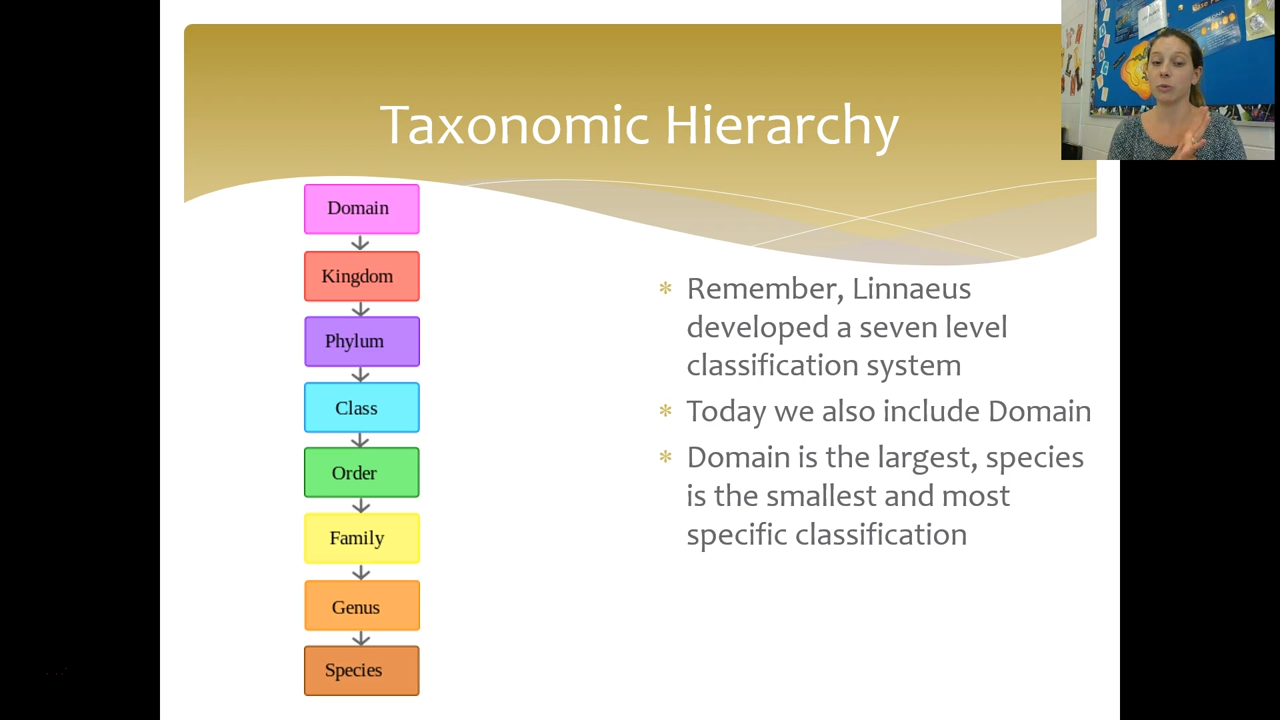 Taxonomic Hierarchy
Domain
Kingdom
Phylum
Class
Order
Family
Genus
Species
* Remember, Linnaeus
developed a seven level
classification system
* Today we also include Domain
* Domain is the largest, species
is the smallest and most
specific classification